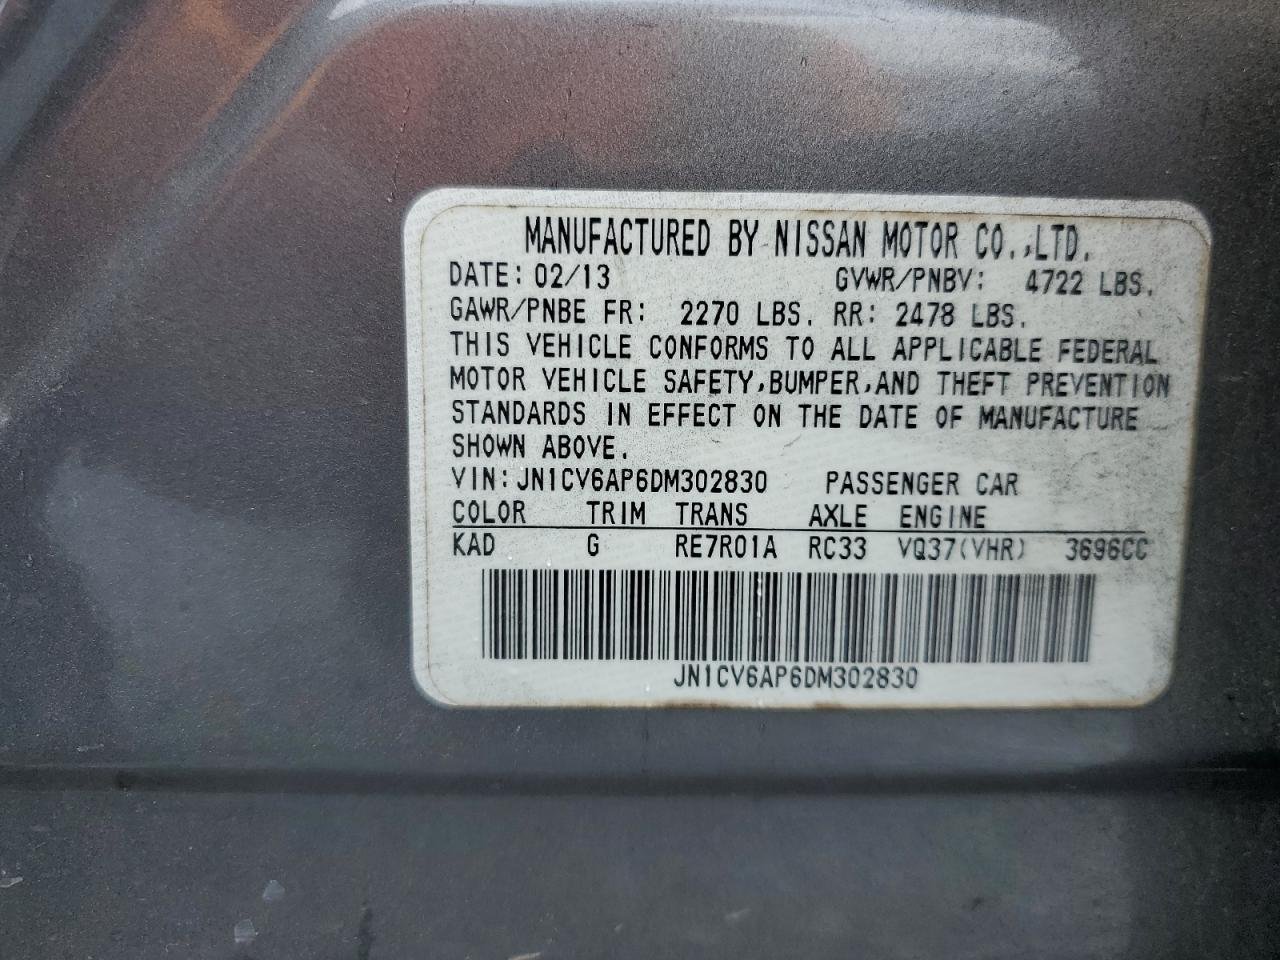 MANUFACTURED BY NISSAN MOTOR CO.,LTD.
DATE: 02/13 GVWR/PNBV: 4722 LBS.
GAWR/PNBE FR: 2270 LBS. RR: 2478 LBS.
THIS VEHICLE CONFORMS TO ALL APPLICABLE FEDERAL
MOTOR VEHICLE SAFETY,BUMPER,AND THEFT PREVENTION
STANDARDS IN EFFECT ON THE DATE OF MANUFACTURE
SHOWN ABOVE.
VIN:JN1CV6AP6DM302830 PASSENGER CAR
COLOR TRIM TRANS AXLE ENGINE
KAD G RE7R01A RC33 VQ37(VHR) 3696CC
JN1CV6AP6DM302830